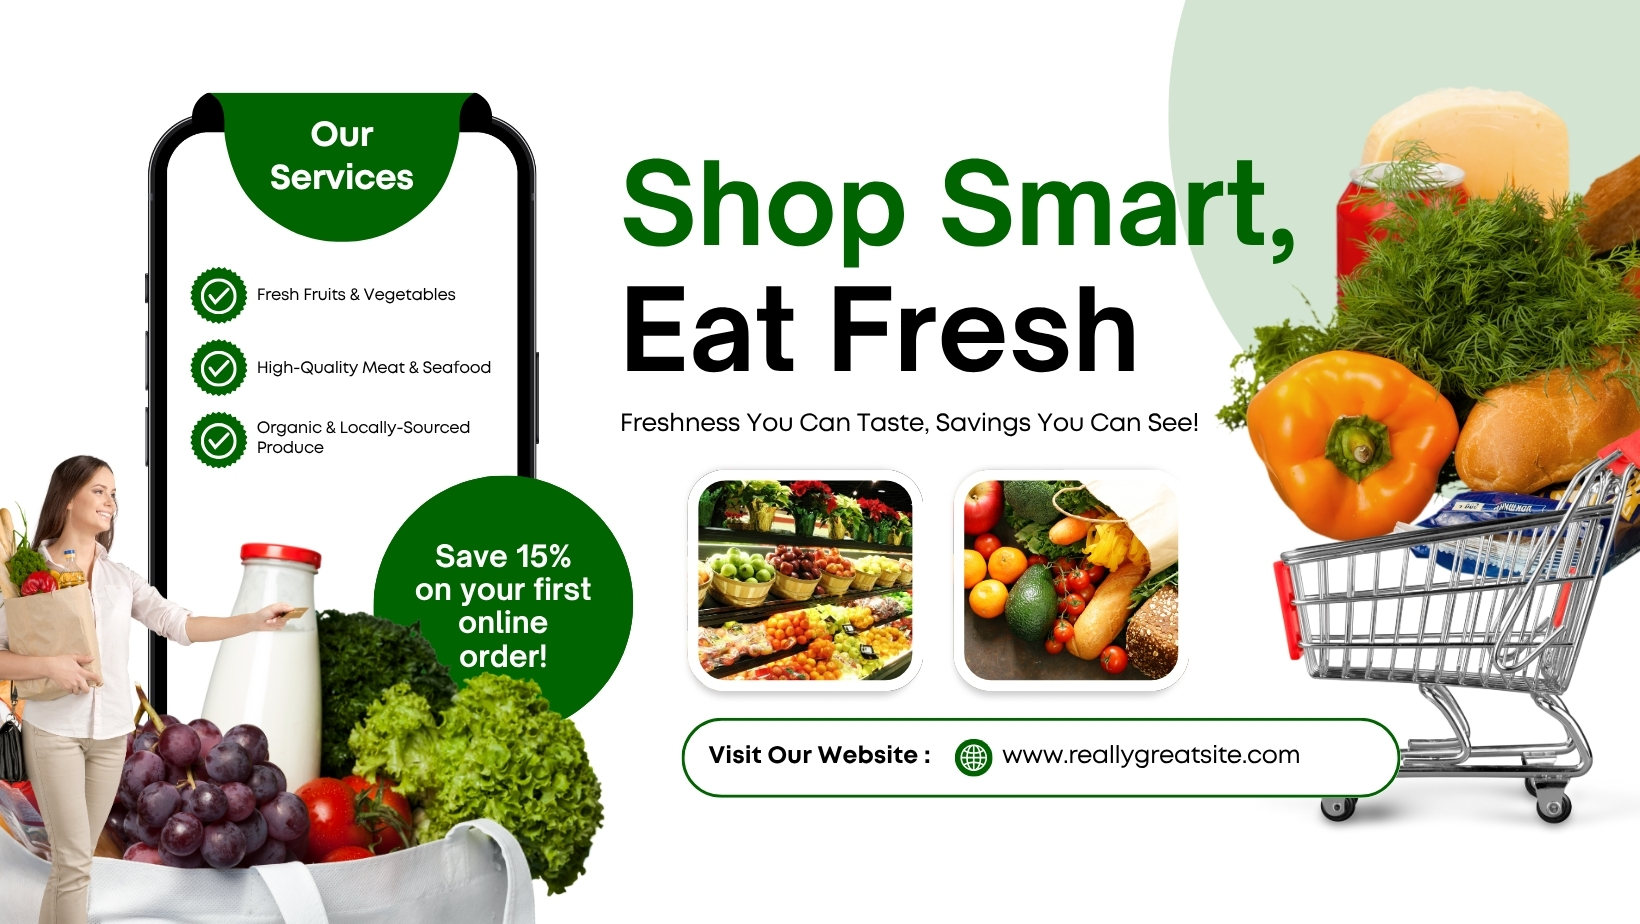 Our
Services
Fresh Fruits & Vegetables
High-Quality Meat & Seafood
Organic & Locally-Sourced
Produce
Save 15%
on your first
online
order!
Shop Smart,
Eat Fresh
Freshness You Can Taste, Savings You Can See!
Visit Our Website : www.reallygreatsite.com